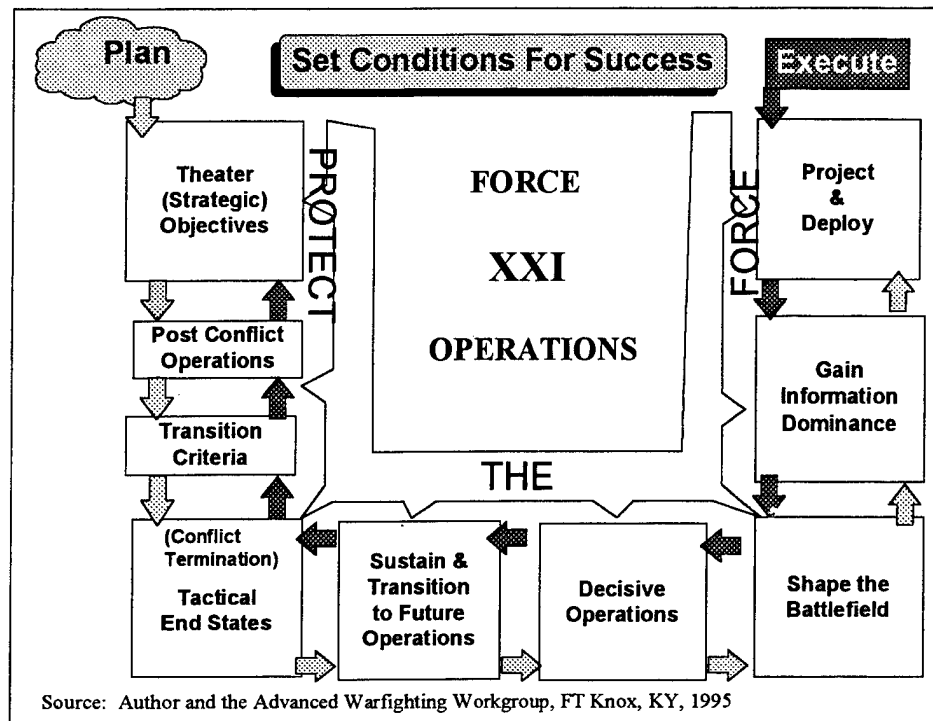 Plan
Set Conditions For Success
Execute
Theater
(Strategic)
Objectives
PROTECT
FORCE
XXI
OPERATIONS
FORCE
Project
&
Deploy
Post Conflict
Operations
Gain
Information
Dominance
Transition
Criteria
THE
(Conflict
Termination)
Tactical
End States
Sustain &
Transition
to Future
Operations
Decisive
Operations
Shape the
Battlefield
Source: Author and the Advanced Warfighting Workgroup, FT Knox, KY, 1995